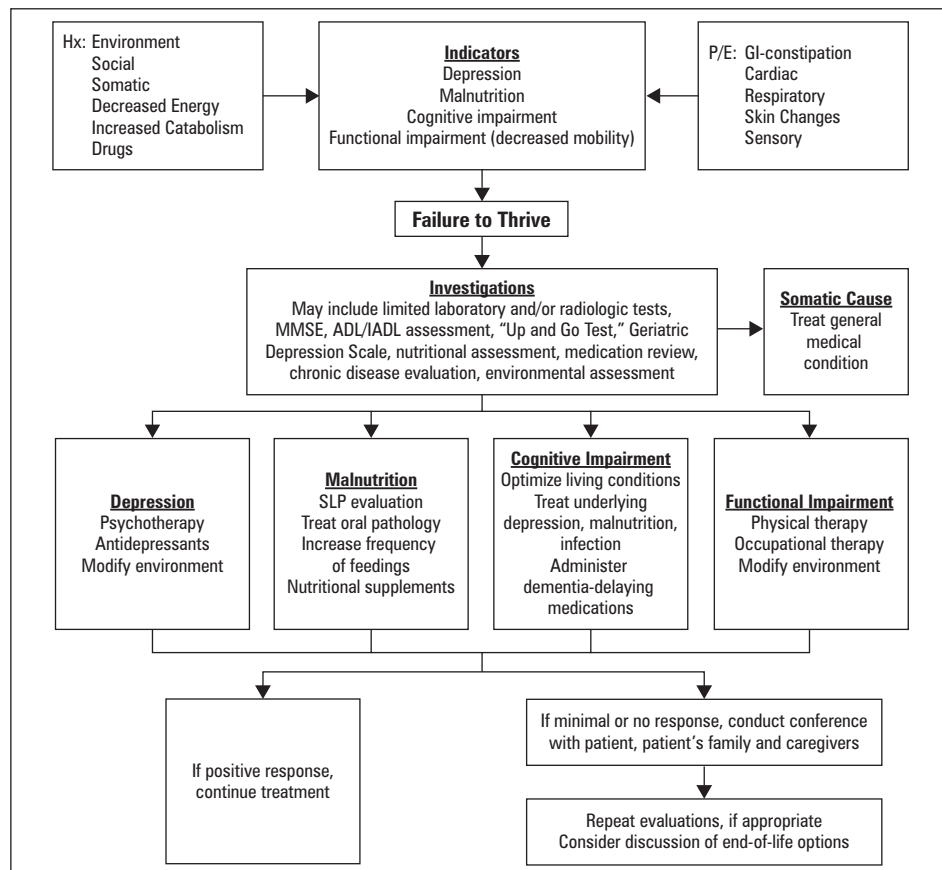 Hx: Environment
Social
Somatic
Decreased Energy
Increased Catabolism
Drugs
Indicators
Depression
Malnutrition
Cognitive impairment
Functional impairment (decreased mobility)
P/E: GI-constipation
Cardiac
Respiratory
Skin Changes
Sensory
Failure to Thrive
Investigations
May include limited laboratory and/or radiologic tests,
MMSE, ADL/IADL assessment, “Up and Go Test,” Geriatric
Depression Scale, nutritional assessment, medication review,
chronic disease evaluation, environmental assessment
Somatic Cause
Treat general
medical
condition
Depression
Psychotherapy
Antidepressants
Modify environment
Malnutrition
SLP evaluation
Treat oral pathology
Increase frequency
of feedings
Nutritional supplements
Cognitive Impairment
Optimize living conditions
Treat underlying
depression, malnutrition,
infection
Administer
dementia-delaying
medications
Functional Impairment
Physical therapy
Occupational therapy
Modify environment
If positive response,
continue treatment
If minimal or no response, conduct conference
with patient, patient’s family and caregivers
Repeat evaluations, if appropriate
Consider discussion of end-of-life options